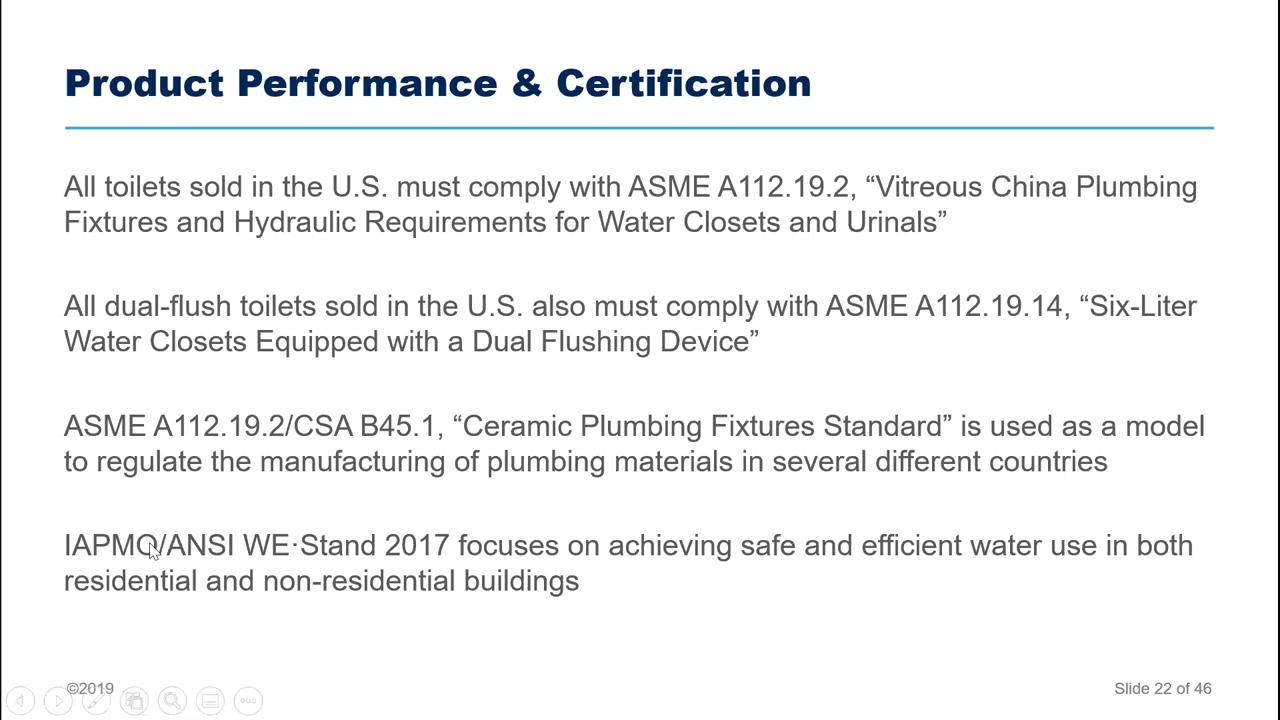 Product Performance & Certification
All toilets sold in the U.S. must comply with ASME A112.19.2, “Vitreous China Plumbing
Fixtures and Hydraulic Requirements for Water Closets and Urinals”
All dual-flush toilets sold in the U.S. also must comply with ASME A112.19.14, “Six-Liter
Water Closets Equipped with a Dual Flushing Device”
ASME A112.19.2/CSA B45.1, “Ceramic Plumbing Fixtures Standard” is used as a model
to regulate the manufacturing of plumbing materials in several different countries
IAPMO/ANSI WE·Stand 2017 focuses on achieving safe and efficient water use in both
residential and non-residential buildings
©2019
Slide 22 of 46